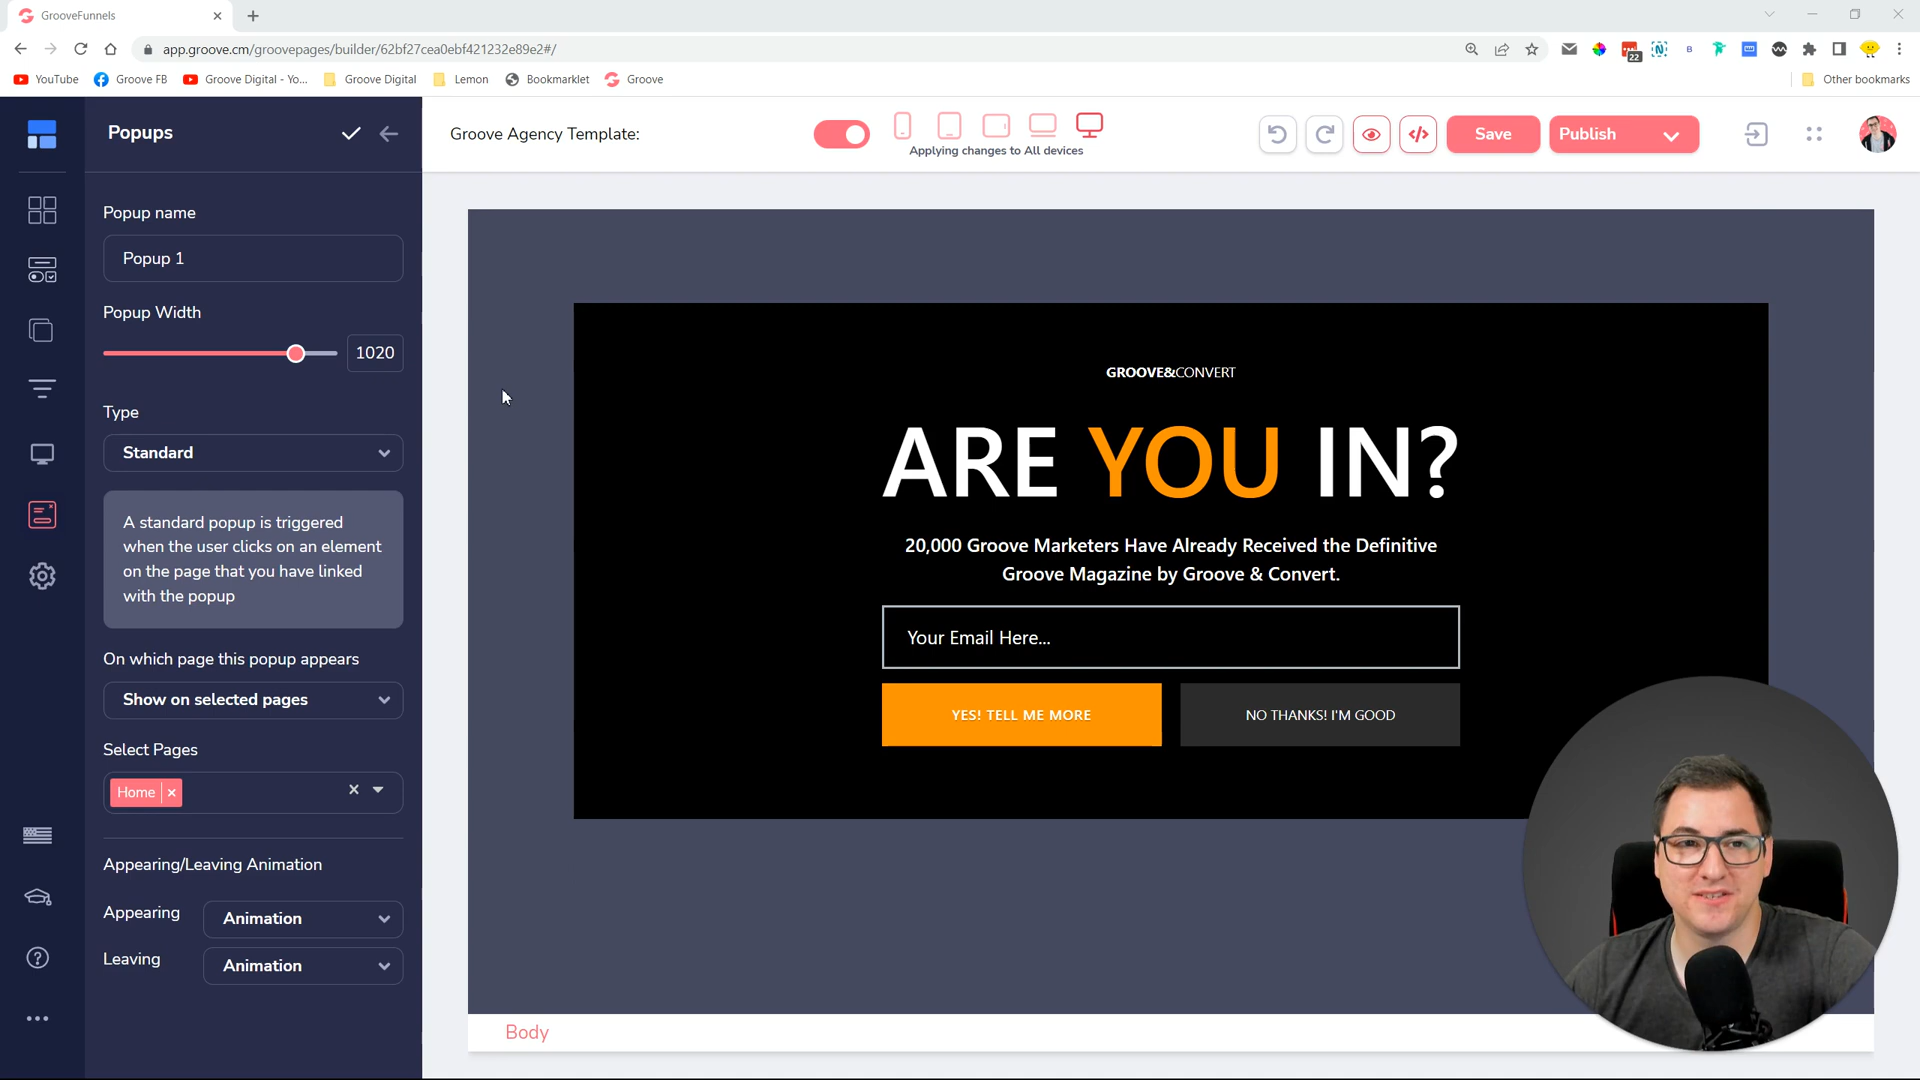 GrooveFunnels
app.groove.cm/groovepages/builder/62bf27cea0ebf421232e89e2#/
22
YouTube
Groove FB
Groove Digital - Yo...
Groove Digital
Lemon
Bookmarklet
Groove
Other bookmarks
Popups
Groove Agency Template:
Applying changes to All devices
Save
Publish
Popup name
Popup 1
Popup Width
1020
Type
Standard
A standard popup is triggered
when the user clicks on an element
on the page that you have linked
with the popup
On which page this popup appears
Show on selected pages
Select Pages
Home
Appearing/Leaving Animation
Appearing
Animation
Leaving
Animation
GROOVE&CONVERT
ARE YOU IN?
20,000 Groove Marketers Have Already Received the Definitive
Groove Magazine by Groove & Convert.
Your Email Here...
YES! TELL ME MORE
NO THANKS! I'M GOOD
Body